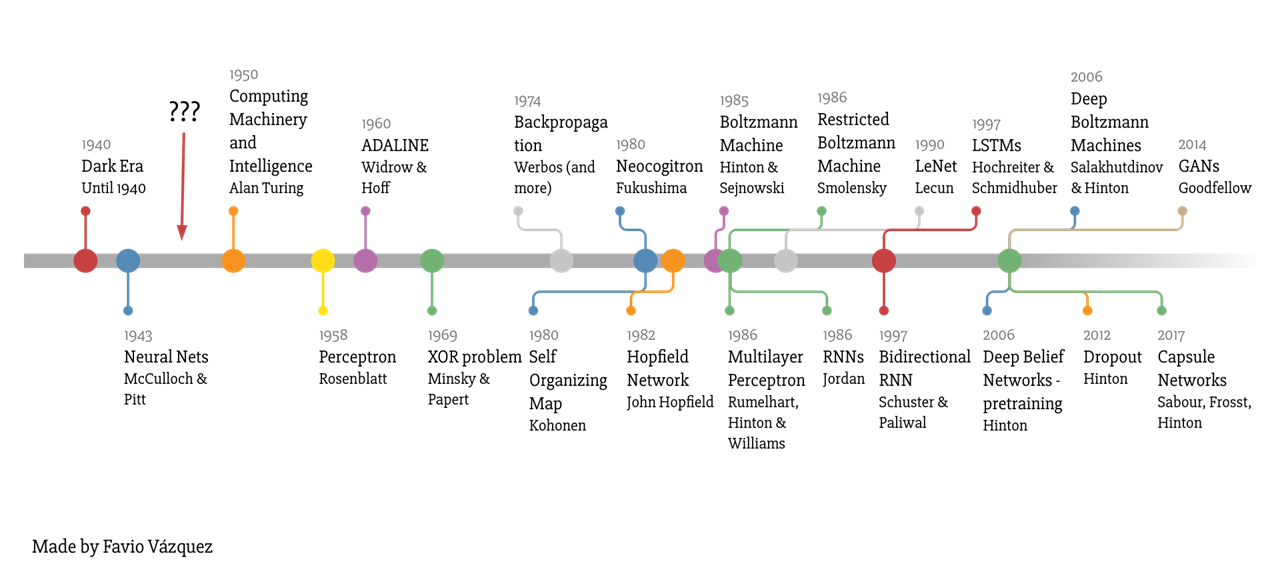 1940
Dark Era
Until 1940
???
1950
Computing
Machinery
and
Intelligence
Alan Turing
1960
ADALINE
Widrow &
Hoff
1974
Backpropaga
tion
Werbos (and
more)
1980
Neocogitron
Fukushima
1985
Boltzmann
Machine
Hinton &
Sejnowski
1986
Restricted
Boltzmann
Machine
Smolensky
1990
LeNet
Lecun
1997
LSTMs
Hochreiter &
Schmidhuber
2006
Deep
Boltzmann
Machines
Salakhutdinov
& Hinton
2014
GANs
Goodfellow
1943
Neural Nets
McCulloch &
Pitt
1958
Perceptron
Rosenblatt
1969
XOR problem
Minsky &
Papert
1980
Self
Organizing
Map
Kohonen
1982
Hopfield
Network
John Hopfield
1986
Multilayer
Perceptron
Rumelhart,
Hinton &
Williams
1986
RNNs
Jordan
1997
Bidirectional
RNN
Schuster &
Paliwal
2006
Deep Belief
Networks -
pretraining
Hinton
2012
Dropout
Hinton
2017
Capsule
Networks
Sabour, Frosst,
Hinton
Made by Favio Vázquez